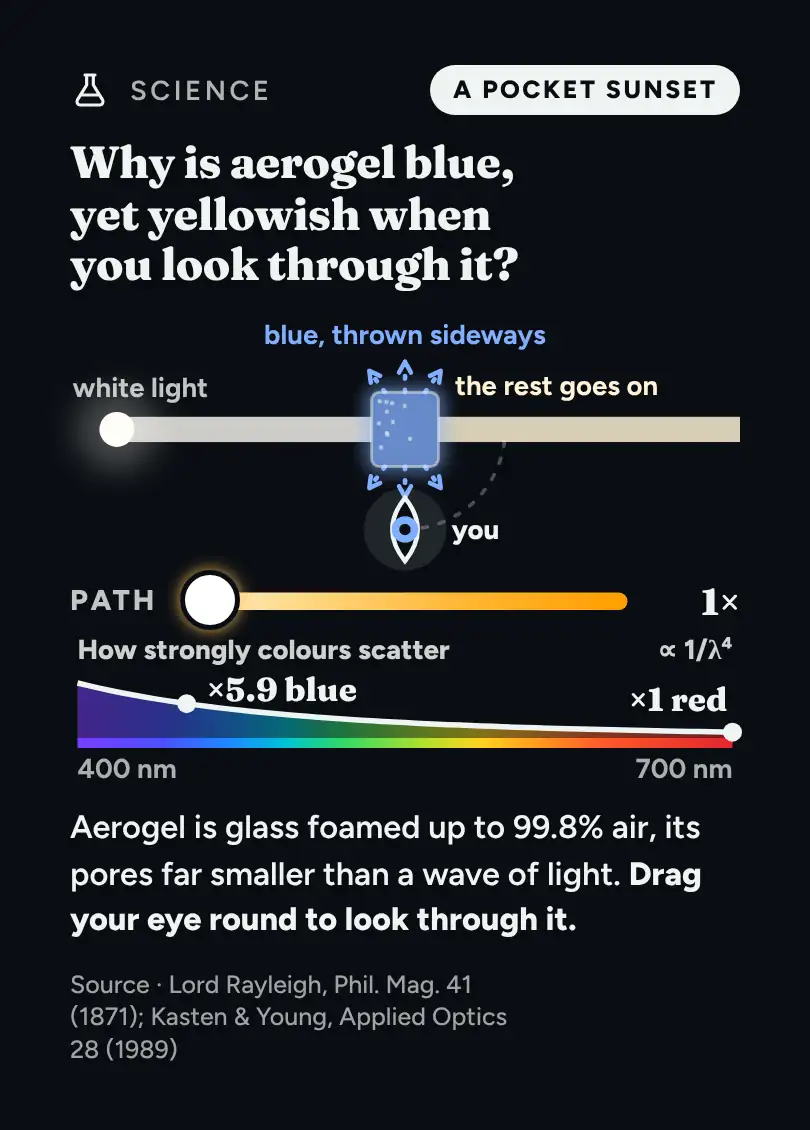 SCIENCE
A POCKET SUNSET
Why is aerogel blue,
yet yellowish when
you look through it?
blue, thrown sideways
white light
the rest goes on
you
PATH
1×
How strongly colours scatter
∝ 1/λ⁴
×5.9 blue
×1 red
400 nm
700 nm
Aerogel is glass foamed up to 99.8% air, its
pores far smaller than a wave of light. Drag
your eye round to look through it.
Source · Lord Rayleigh, Phil. Mag. 41
(1871); Kasten & Young, Applied Optics
28 (1989)